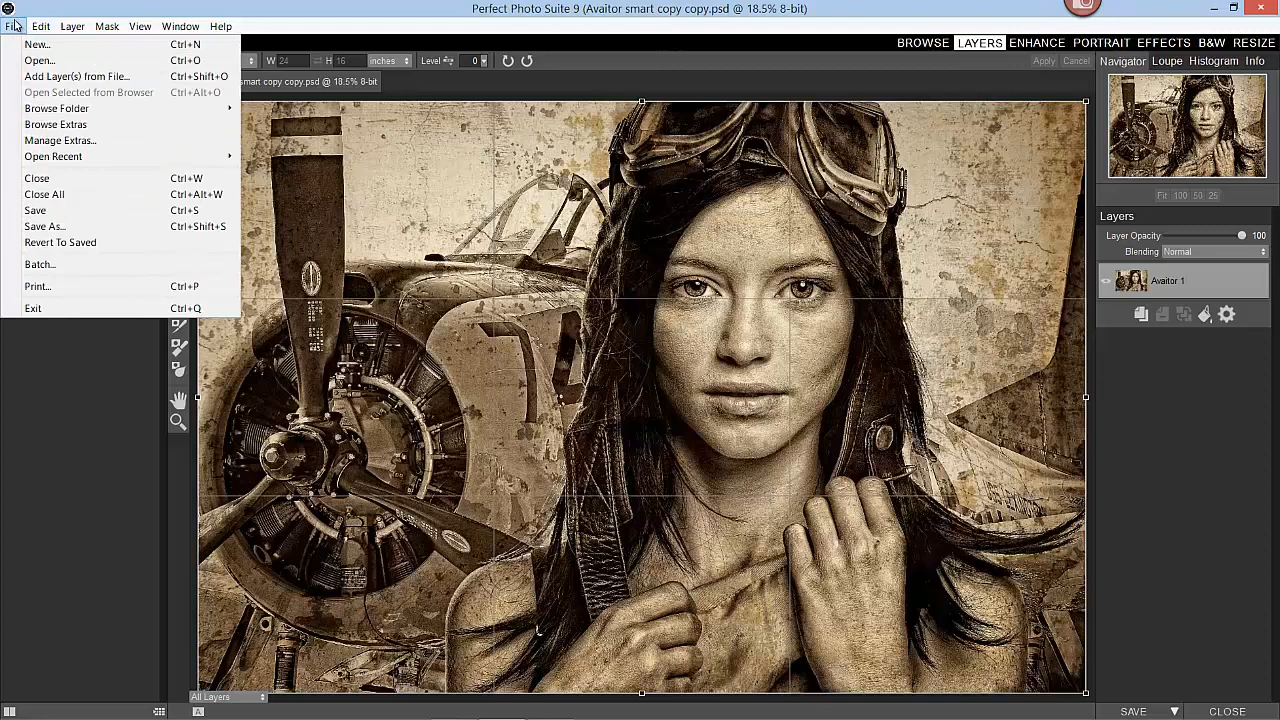 Perfect Photo Suite 9 (Avaitor smart copy copy.psd @ 18.5% 8-bit)
File Edit Layer Mask View Window Help
BROWSE LAYERS ENHANCE PORTRAIT EFFECTS B&W RESIZE
W 24 H 16 inches Level: 0 Apply Cancel
Navigator Loupe Histogram Info
smart copy copy.psd @ 18.5% 8-bit
New... Ctrl+N
Open... Ctrl+O
Add Layer(s) from File... Ctrl+Shift+O
Open Selected from Browser Ctrl+Alt+O
Browse Folder
Browse Extras
Manage Extras...
Open Recent
Close Ctrl+W
Close All Ctrl+Alt+W
Save Ctrl+S
Save As... Ctrl+Shift+S
Revert To Saved
Batch...
Print... Ctrl+P
Exit Ctrl+Q
Fit 100 50 25
Layers
Layer Opacity 100
Blending Normal
Avaitor 1
All Layers
A
SAVE CLOSE